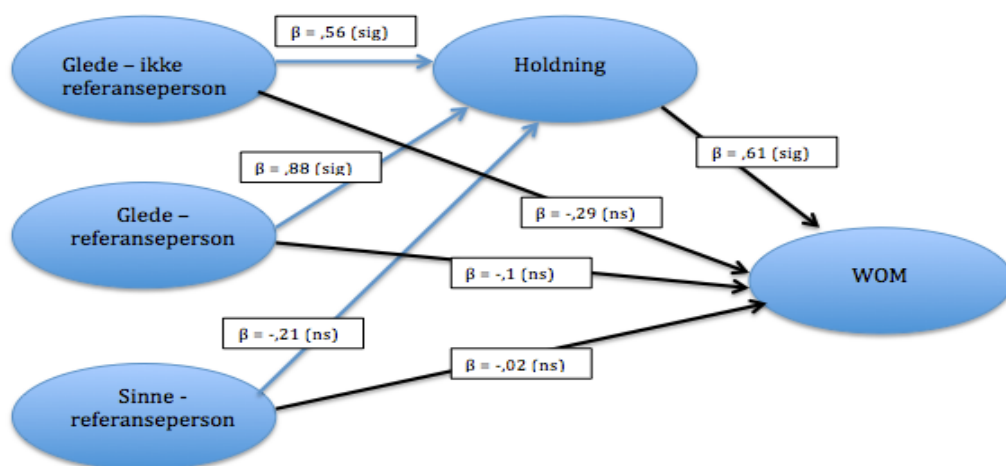 β = ,56 (sig)
Glede – ikke
referanseperson
Holdning
β = ,88 (sig)
β = ,61 (sig)
Glede –
referanseperson
β = -,29 (ns)
β = -,1 (ns)
WOM
β = -,21 (ns)
β = -,02 (ns)
Sinne -
referanseperson